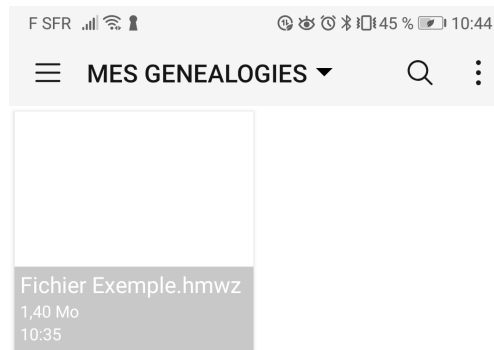 F SFR 45 % 10:44
MES GENEALOGIES
Fichier Exemple.hmwz
1,40 Mo
10:35